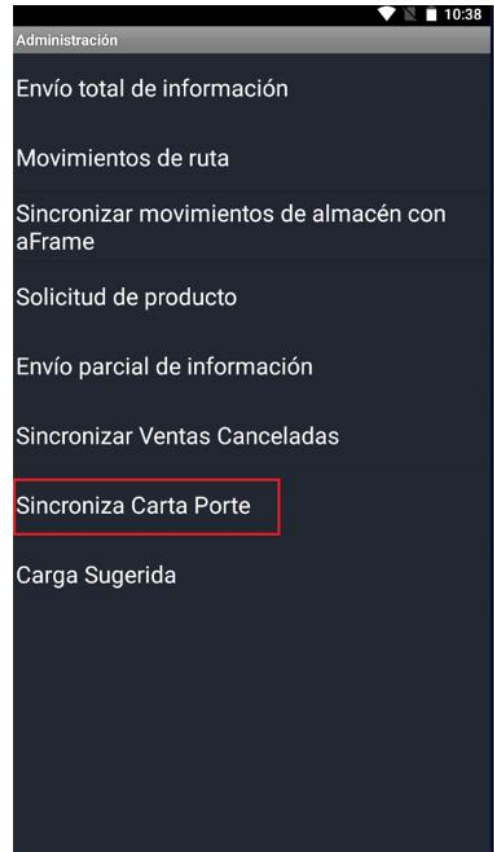 10:38
Administración
Envío total de información
Movimientos de ruta
Sincronizar movimientos de almacén con
aFrame
Solicitud de producto
Envío parcial de información
Sincronizar Ventas Canceladas
Sincroniza Carta Porte
Carga Sugerida